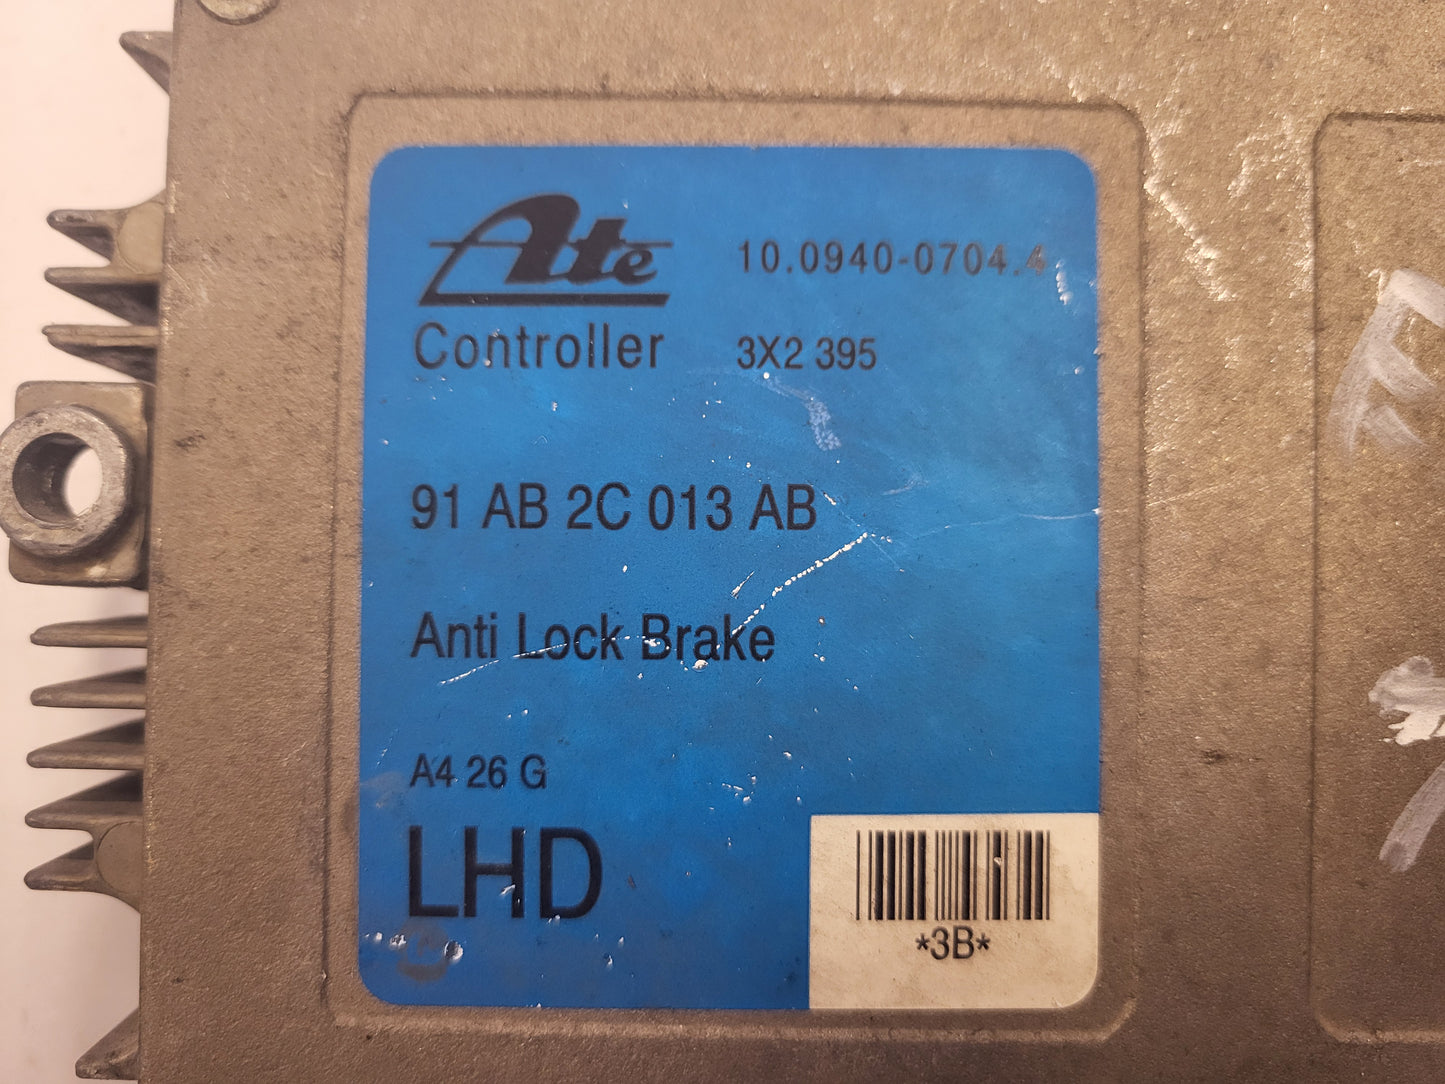 Ate
10.0940-0704.4
Controller
3X2 395
91 AB 2C 013 AB
Anti Lock Brake
A4 26 G
LHD
*3B*